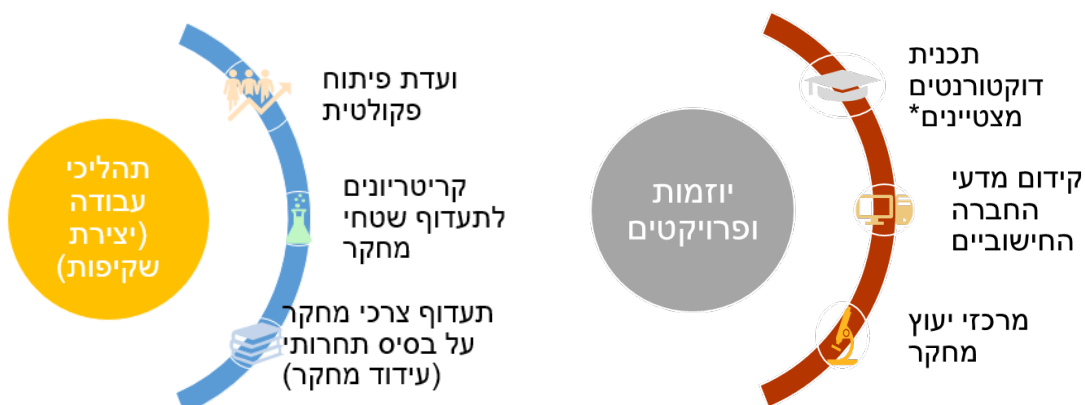 תכנית
דוקטורנטים
מצטיינים*
קידום מדעי
החברה
החישוביים
מרכזי יעוץ
מחקר
יוזמות
ופרויקטים
ועדת פיתוח
פקולטית
קריטריונים
לתעדוף שטחי
מחקר
תעדוף צרכי מחקר
על בסיס תחרותי
(עידוד מחקר)
תהליכי
עבודה
(יצירת
שקיפות)